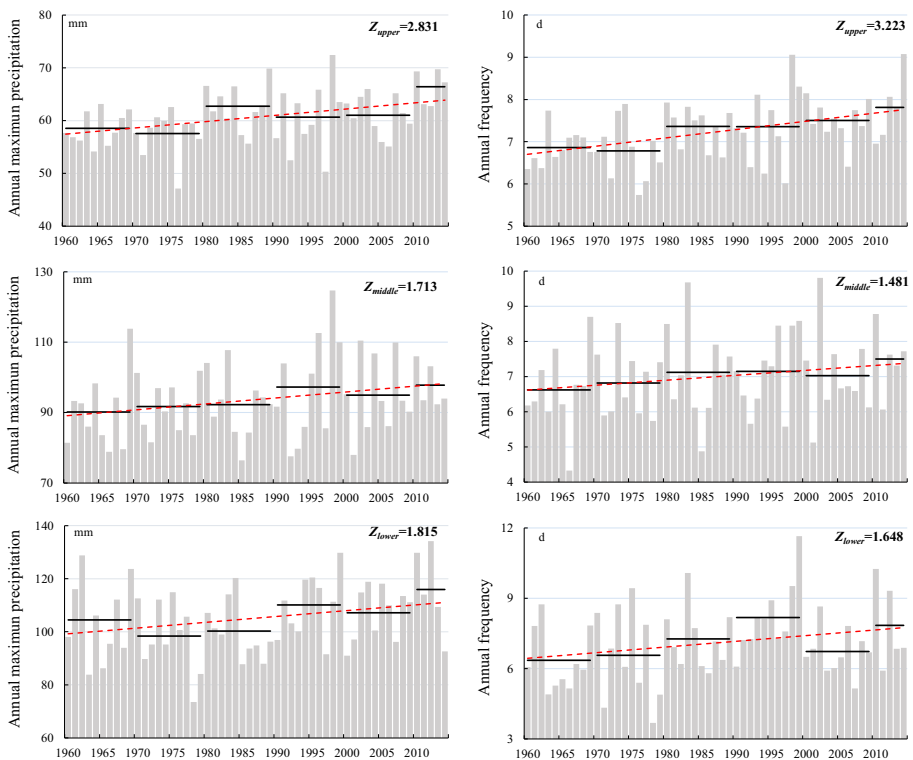 mm
Z_upper=2.831
Annual maximun precipitation
80
70
60
50
40
1960 1965 1970 1975 1980 1985 1990 1995 2000 2005 2010
d
Z_upper=3.223
Annual frequency
9
8
7
6
5
1960 1965 1970 1975 1980 1985 1990 1995 2000 2005 2010
mm
Z_middle=1.713
Annual maximun precipitation
130
110
90
70
1960 1965 1970 1975 1980 1985 1990 1995 2000 2005 2010
d
Z_middle=1.481
Annual frequency
10
9
8
7
6
5
4
1960 1965 1970 1975 1980 1985 1990 1995 2000 2005 2010
mm
Z_lower=1.815
Annual maximun precipitation
140
120
100
80
60
1960 1965 1970 1975 1980 1985 1990 1995 2000 2005 2010
d
Z_lower=1.648
Annual frequency
12
9
6
3
1960 1965 1970 1975 1980 1985 1990 1995 2000 2005 2010